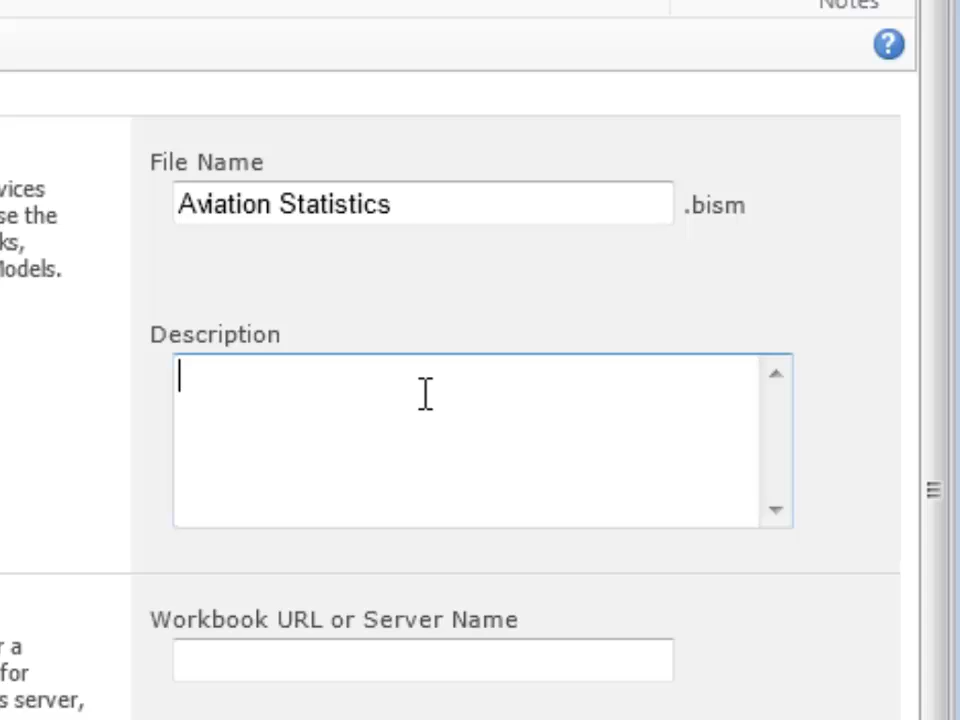 Notes
File Name
vices
se the
ks,
Models.
Aviation Statistics .bism
Description
Workbook URL or Server Name
r a
for
s server,